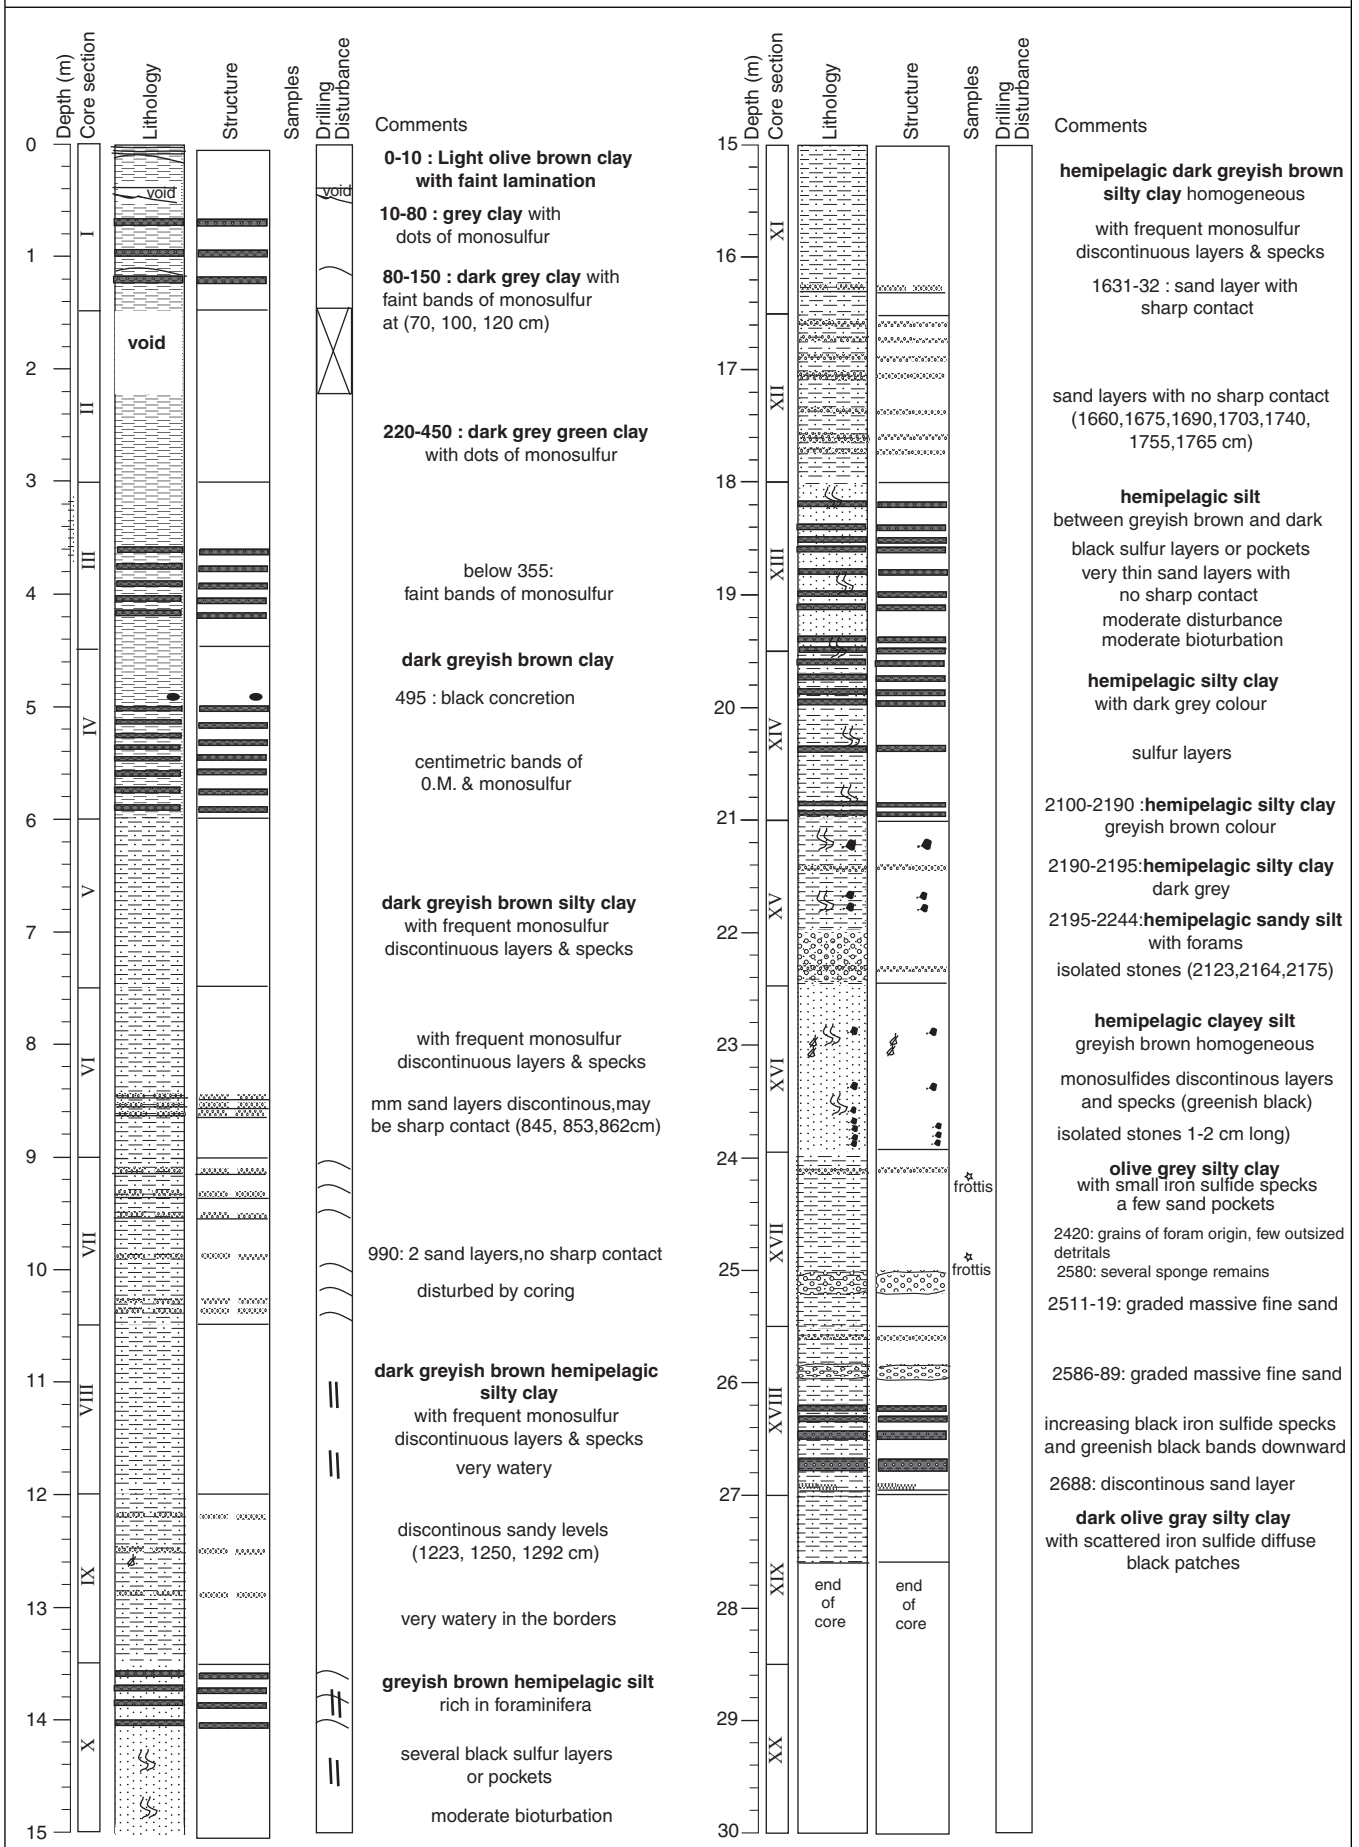 Depth (m)
Core section
Lithology
Structure
Samples
Drilling
Disturbance
Comments
0
1
2
3
4
5
6
7
8
9
10
11
12
13
14
15
I
II
III
IV
V
VI
VII
VIII
IX
X
void
void
void
0-10 : Light olive brown clay
with faint lamination
10-80 : grey clay with
dots of monosulfur
80-150 : dark grey clay with
faint bands of monosulfur
at (70, 100, 120 cm)
220-450 : dark grey green clay
with dots of monosulfur
below 355:
faint bands of monosulfur
dark greyish brown clay
495 : black concretion
centimetric bands of
0.M. & monosulfur
dark greyish brown silty clay
with frequent monosulfur
discontinuous layers & specks
with frequent monosulfur
discontinuous layers & specks
mm sand layers discontinous,may
be sharp contact (845, 853,862cm)
990: 2 sand layers,no sharp contact
disturbed by coring
dark greyish brown hemipelagic
silty clay
with frequent monosulfur
discontinuous layers & specks
very watery
discontinous sandy levels
(1223, 1250, 1292 cm)
very watery in the borders
greyish brown hemipelagic silt
rich in foraminifera
several black sulfur layers
or pockets
moderate bioturbation
Depth (m)
Core section
Lithology
Structure
Samples
Drilling
Disturbance
Comments
15
16
17
18
19
20
21
22
23
24
25
26
27
28
29
30
XI
XII
XIII
XIV
XV
XVI
XVII
XVIII
XIX
XX
hemipelagic dark greyish brown
silty clay homogeneous
with frequent monosulfur
discontinuous layers & specks
1631-32 : sand layer with
sharp contact
sand layers with no sharp contact
(1660,1675,1690,1703,1740,
1755,1765 cm)
hemipelagic silt
between greyish brown and dark
black sulfur layers or pockets
very thin sand layers with
no sharp contact
moderate disturbance
moderate bioturbation
hemipelagic silty clay
with dark grey colour
sulfur layers
2100-2190 :hemipelagic silty clay
greyish brown colour
2190-2195:hemipelagic silty clay
dark grey
2195-2244:hemipelagic sandy silt
with forams
isolated stones (2123,2164,2175)
hemipelagic clayey silt
greyish brown homogeneous
monosulfides discontinous layers
and specks (greenish black)
isolated stones 1-2 cm long)
olive grey silty clay
with small iron sulfide specks
a few sand pockets
frottis
2420: grains of foram origin, few outsized
detritals
frottis
2580: several sponge remains
2511-19: graded massive fine sand
2586-89: graded massive fine sand
increasing black iron sulfide specks
and greenish black bands downward
2688: discontinous sand layer
dark olive gray silty clay
with scattered iron sulfide diffuse
black patches
end
of
core
end
of
core